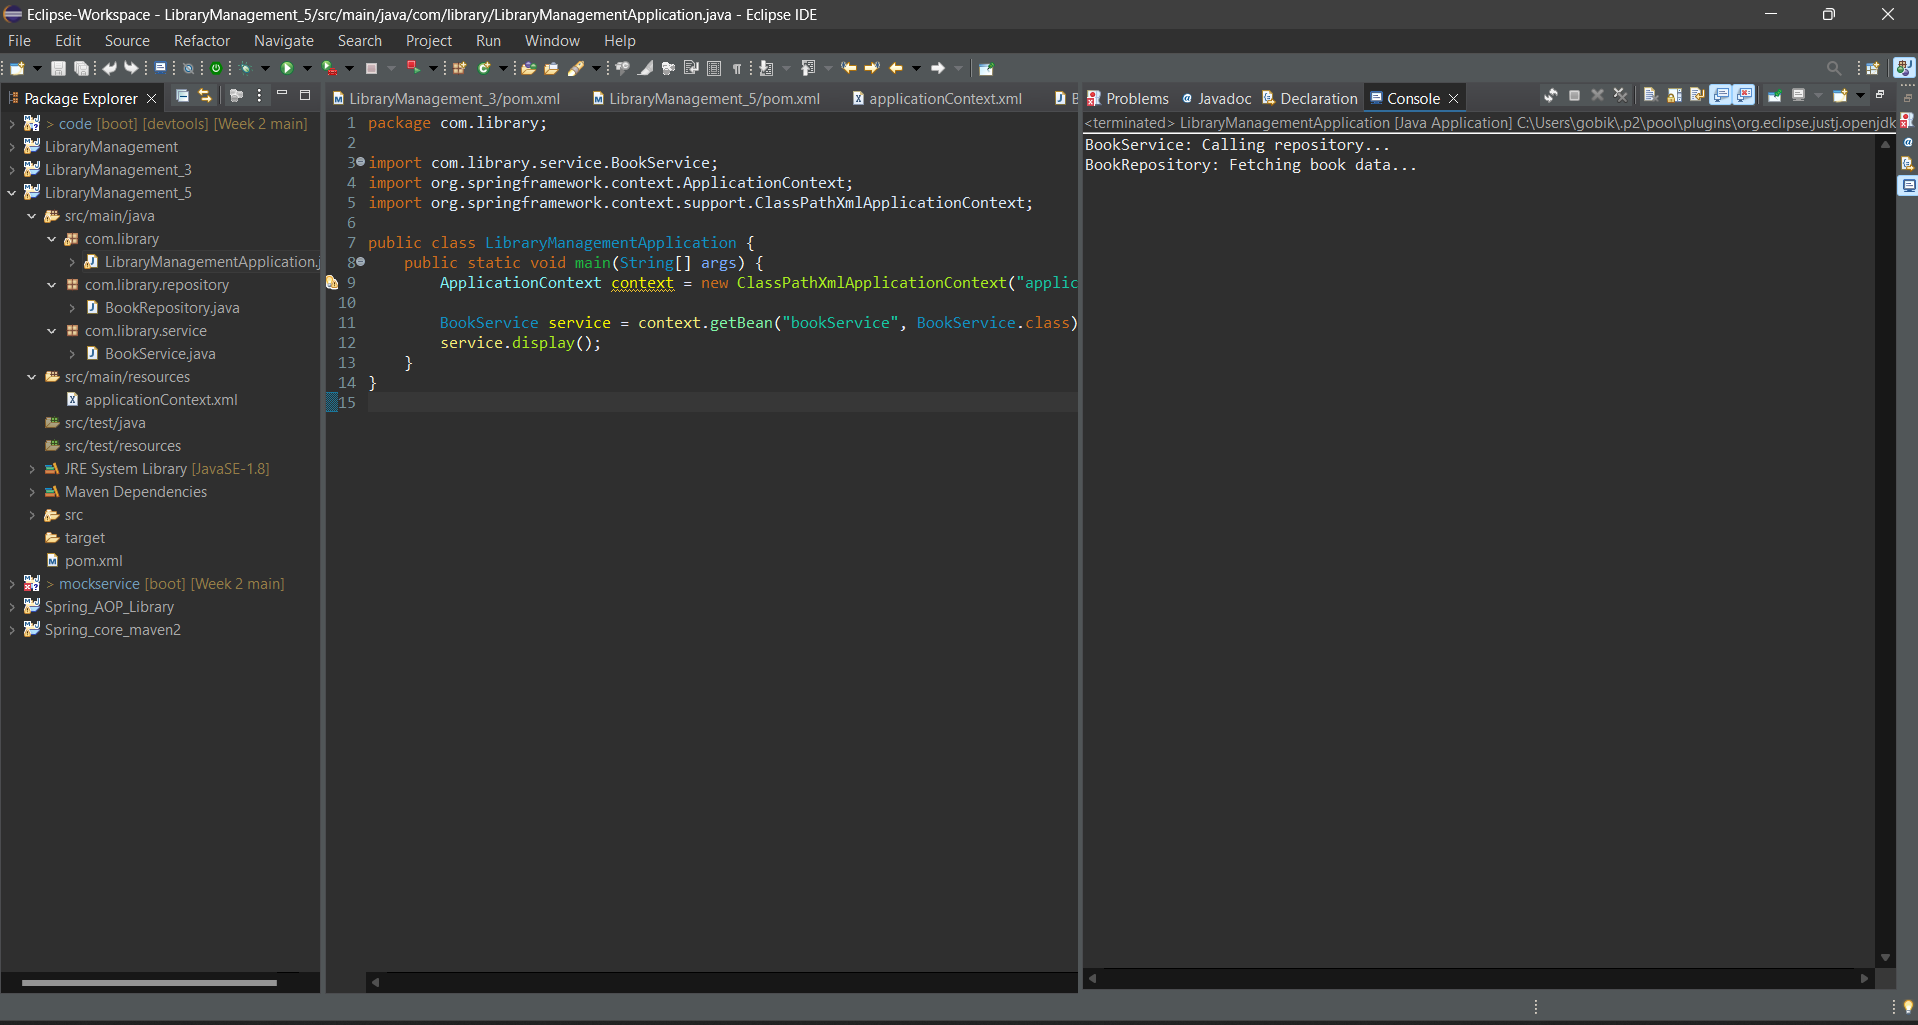 Eclipse-Workspace - LibraryManagement_5/src/main/java/com/library/LibraryManagementApplication.java - Eclipse IDE
File Edit Source Refactor Navigate Search Project Run Window Help
Package Explorer
> code [boot] [devtools] [Week 2 main]
LibraryManagement
LibraryManagement_3
LibraryManagement_5
src/main/java
com.library
LibraryManagementApplication.j
com.library.repository
BookRepository.java
com.library.service
BookService.java
src/main/resources
applicationContext.xml
src/test/java
src/test/resources
JRE System Library [JavaSE-1.8]
Maven Dependencies
src
target
pom.xml
> mockservice [boot] [Week 2 main]
Spring_AOP_Library
Spring_core_maven2
LibraryManagement_3/pom.xml LibraryManagement_5/pom.xml applicationContext.xml
1 package com.library;
2
3 import com.library.service.BookService;
4 import org.springframework.context.ApplicationContext;
5 import org.springframework.context.support.ClassPathXmlApplicationContext;
6
7 public class LibraryManagementApplication {
8 public static void main(String[] args) {
9 ApplicationContext context = new ClassPathXmlApplicationContext("applic
10
11 BookService service = context.getBean("bookService", BookService.class)
12 service.display();
13 }
14 }
15
Problems Javadoc Declaration Console
<terminated> LibraryManagementApplication [Java Application] C:\Users\gobik\.p2\pool\plugins\org.eclipse.justj.openjdk
BookService: Calling repository...
BookRepository: Fetching book data...